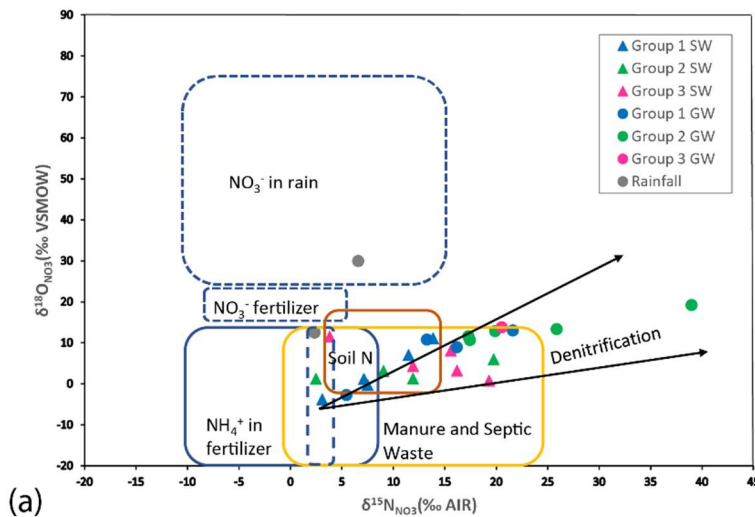 90
80
70
60
50
40
30
20
10
0
-10
-20
-20
-15
-10
-5
0
5
10
15
20
25
30
35
40
45
δ¹⁸O_NO3(‰ VSMOW)
δ¹⁵N_NO3(‰ AIR)
Group 1 SW
Group 2 SW
Group 3 SW
Group 1 GW
Group 2 GW
Group 3 GW
Rainfall
NO₃⁻ in rain
NO₃⁻ fertilizer
Soil N
Denitrification
NH₄⁺ in
fertilizer
Manure and Septic
Waste
(a)